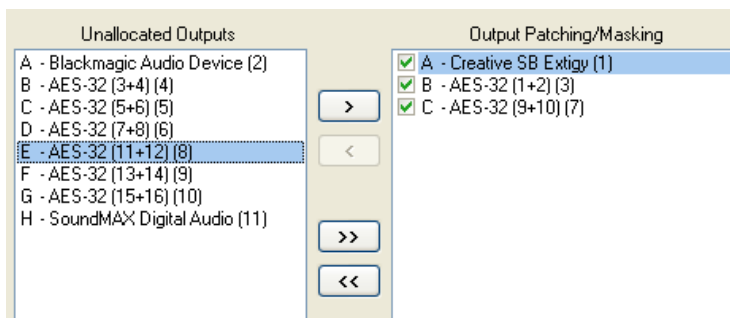 Unallocated Outputs
A - Blackmagic Audio Device (2)
B - AES-32 (3+4) (4)
C - AES-32 (5+6) (5)
D - AES-32 (7+8) (6)
E - AES-32 (11+12) (8)
F - AES-32 (13+14) (9)
G - AES-32 (15+16) (10)
H - SoundMAX Digital Audio (11)
>
<
>>
<<
Output Patching/Masking
A - Creative SB Extigy (1)
B - AES-32 (1+2) (3)
C - AES-32 (9+10) (7)